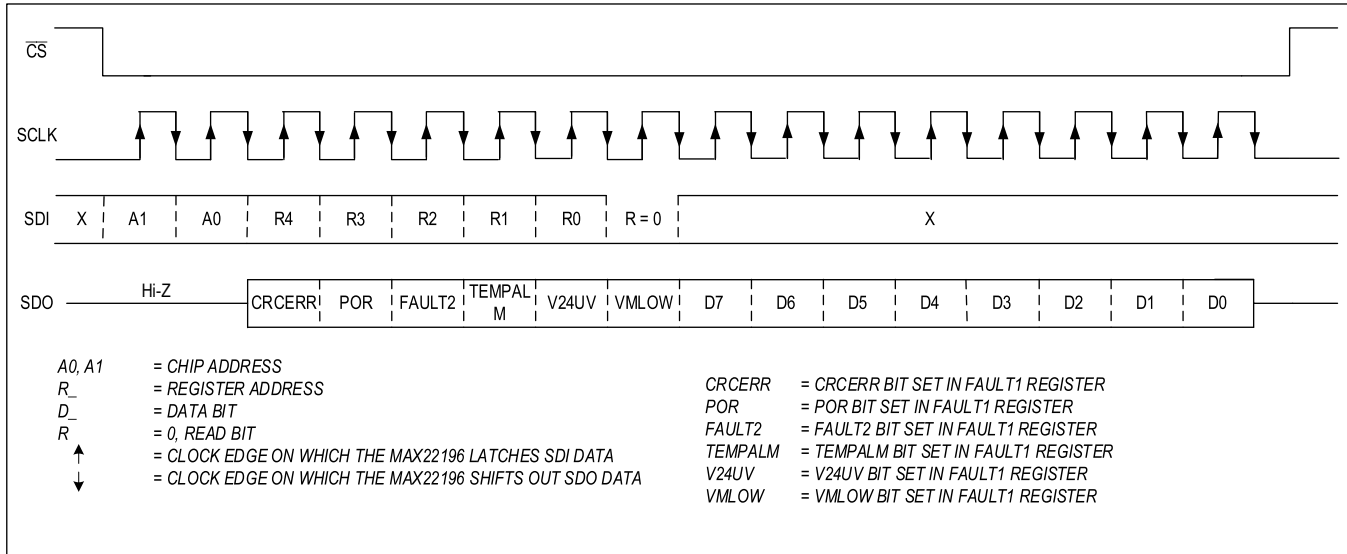 CS
SCLK
SDI X A1 A0 R4 R3 R2 R1 R0 R = 0 X
SDO Hi-Z CRCERR POR FAULT2 TEMPALM V24UV VMLOW D7 D6 D5 D4 D3 D2 D1 D0
A0, A1 = CHIP ADDRESS
R_ = REGISTER ADDRESS
D_ = DATA BIT
R = 0, READ BIT
= CLOCK EDGE ON WHICH THE MAX22196 LATCHES SDI DATA
= CLOCK EDGE ON WHICH THE MAX22196 SHIFTS OUT SDO DATA
CRCERR = CRCERR BIT SET IN FAULT1 REGISTER
POR = POR BIT SET IN FAULT1 REGISTER
FAULT2 = FAULT2 BIT SET IN FAULT1 REGISTER
TEMPALM = TEMPALM BIT SET IN FAULT1 REGISTER
V24UV = V24UV BIT SET IN FAULT1 REGISTER
VMLOW = VMLOW BIT SET IN FAULT1 REGISTER